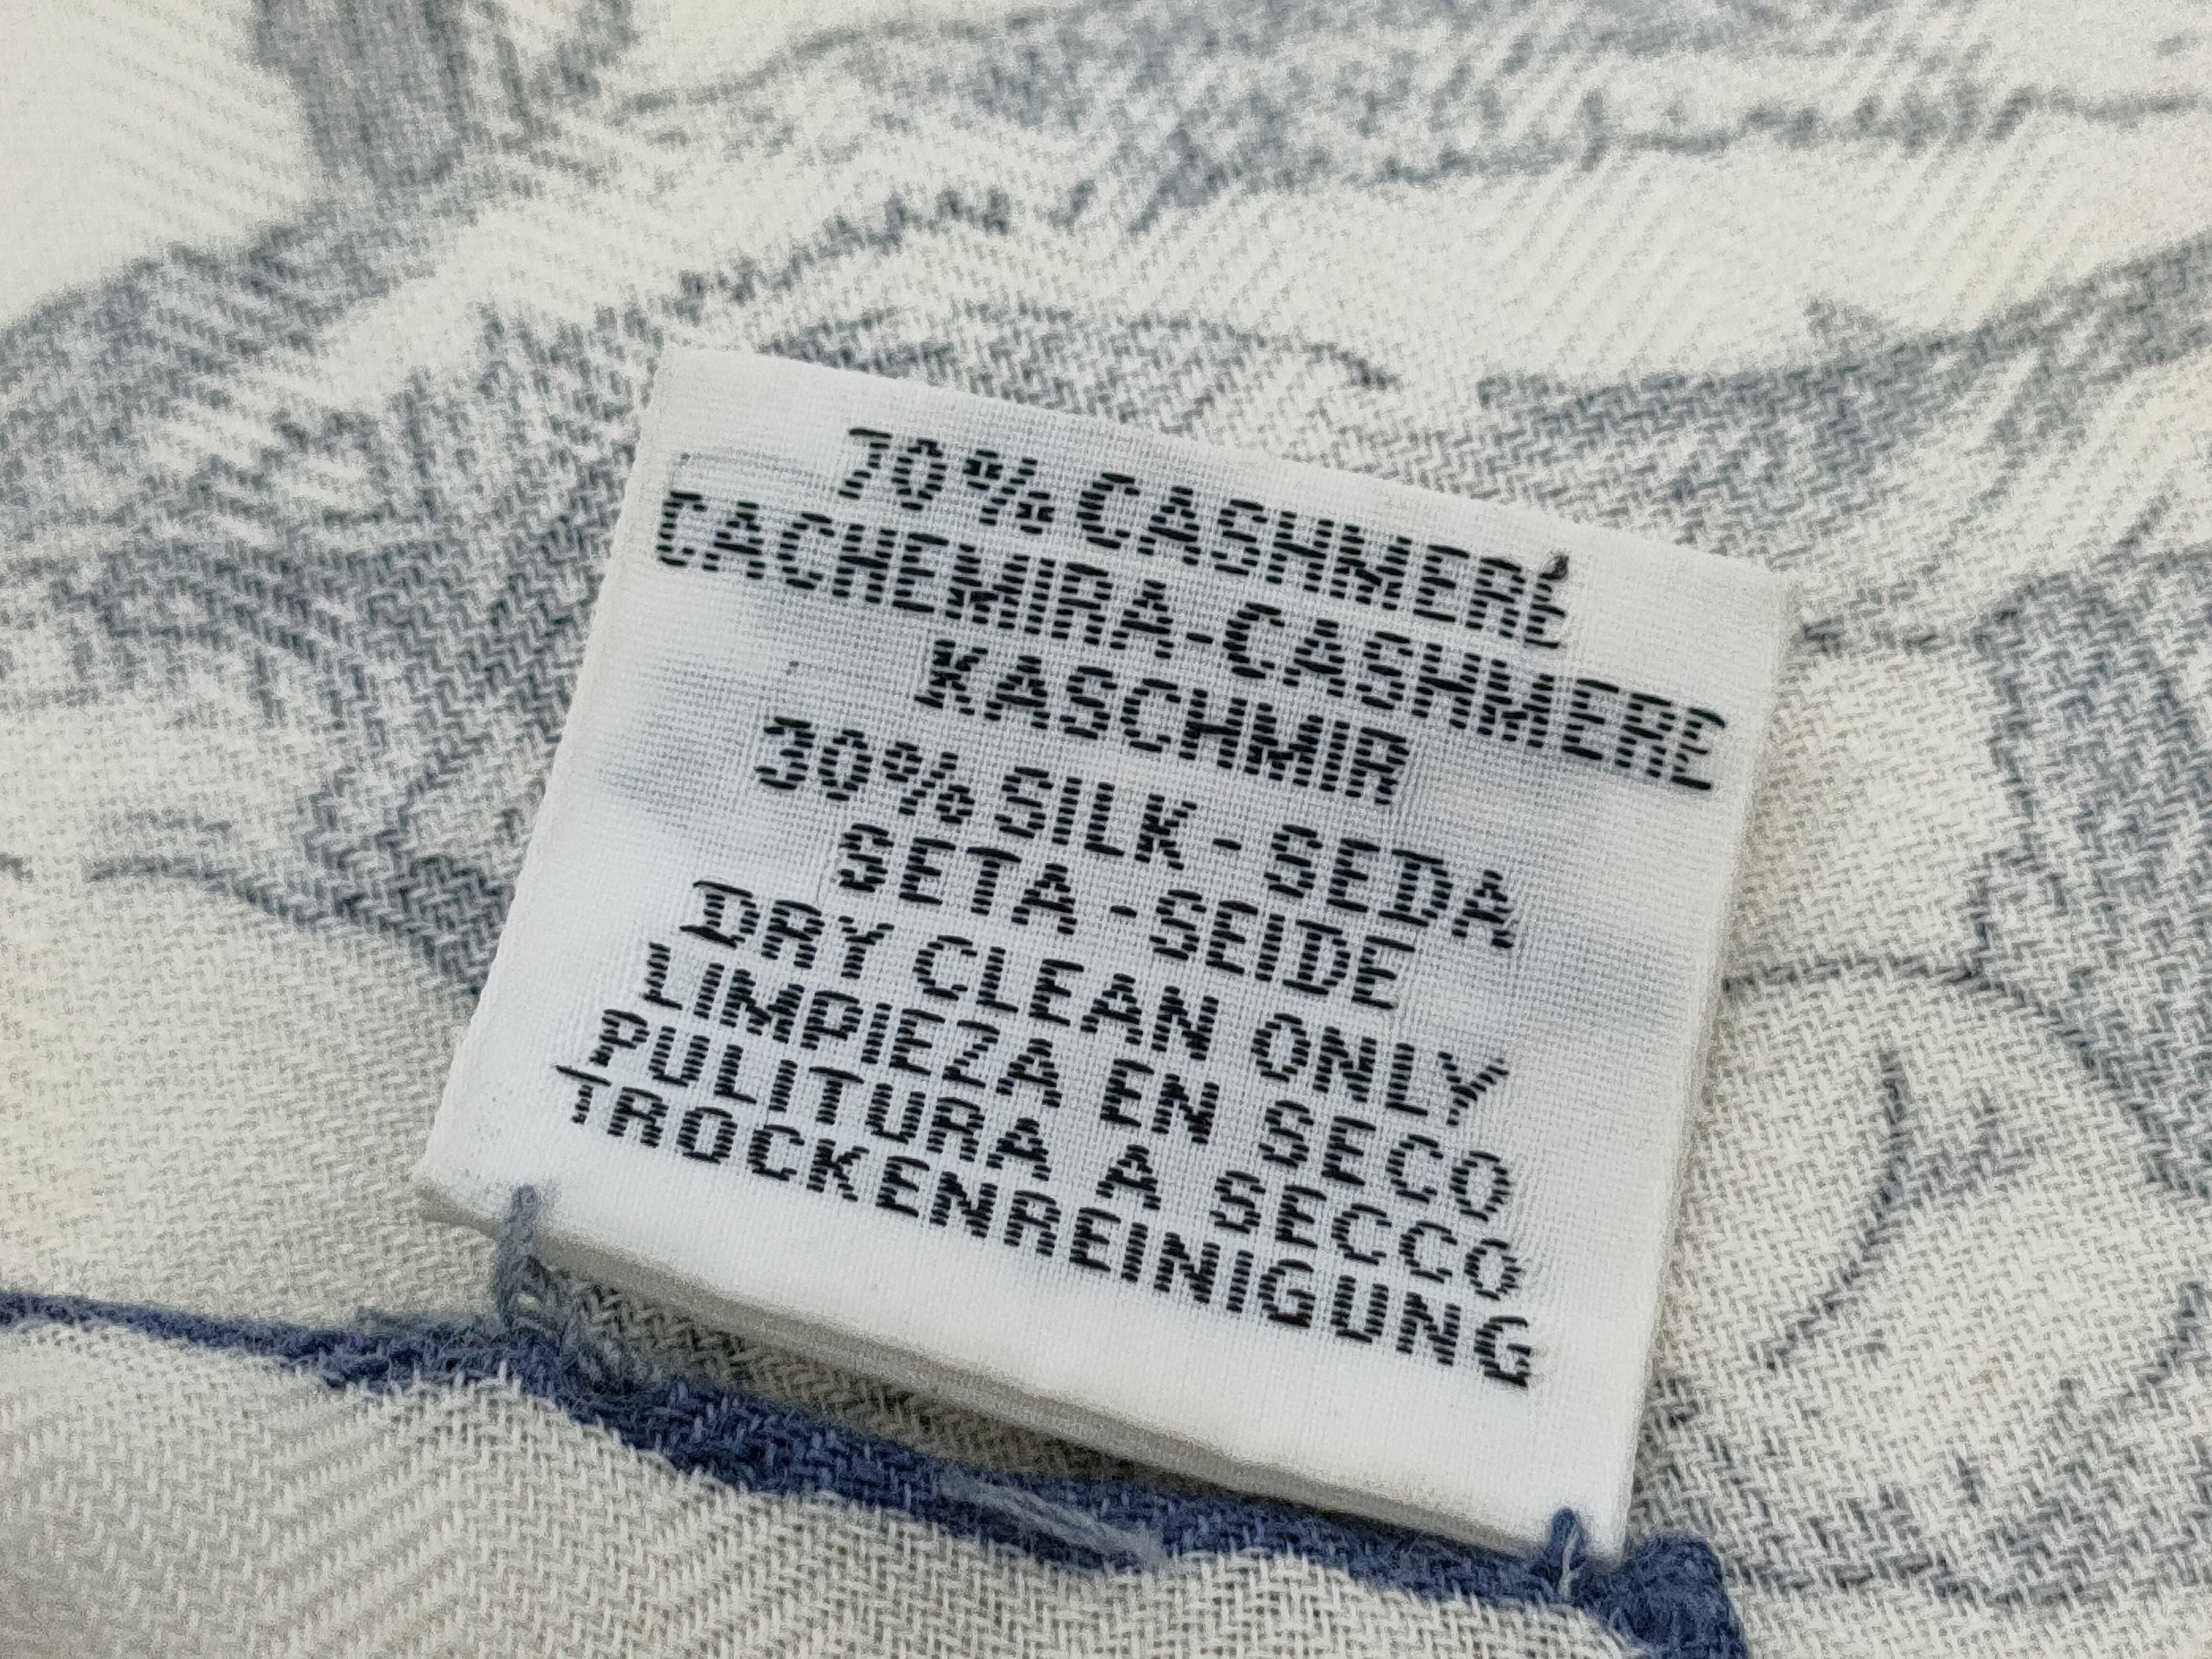 70% CASHMERE
CACHEMIRA-CASHMERE
KASCHMIR
30% SILK - SEDA
SETA - SEIDE
DRY CLEAN ONLY
LIMPIEZA EN SECO
PULITURA A SECCO
TROCKENREINIGUNG